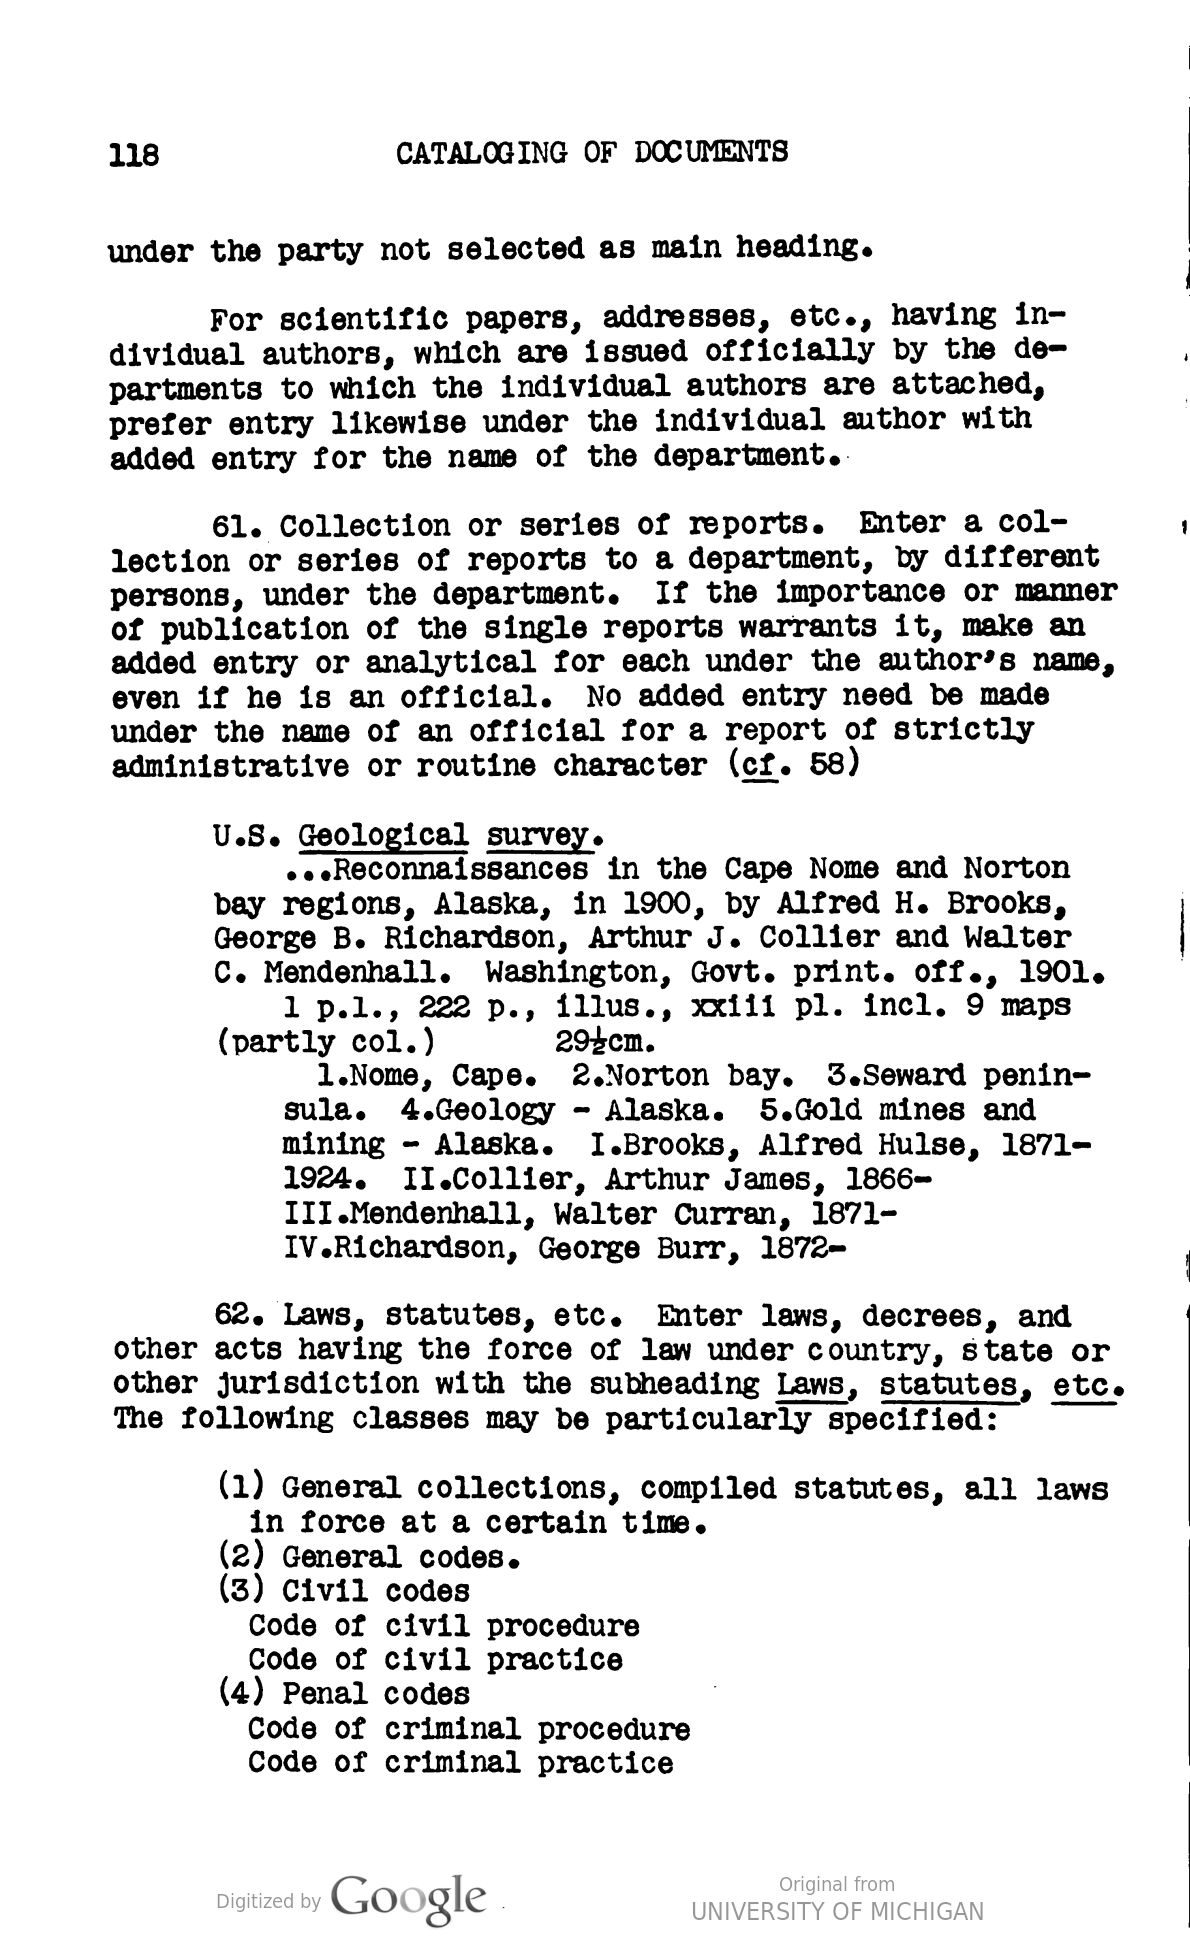 118 CATALOGING OF DOCUMENTS
under the party not selected as main heading.
For scientific papers, addresses, etc., having in-
dividual authors, which are issued officially by the de-
partments to which the individual authors are attached,
prefer entry likewise under the individual author with
added entry for the name of the department.
61. Collection or series of reports. Enter a col-
lection or series of reports to a department, by different
persons, under the department. If the importance or manner
of publication of the single reports warrants it, make an
added entry or analytical for each under the author's name,
even if he is an official. No added entry need be made
under the name of an official for a report of strictly
administrative or routine character (cf. 58)
U.S. Geological survey.
...Reconnaissances in the Cape Nome and Norton
bay regions, Alaska, in 1900, by Alfred H. Brooks,
George B. Richardson, Arthur J. Collier and Walter
C. Mendenhall. Washington, Govt. print. off., 1901.
1 p.l., 222 p., illus., xxiii pl. incl. 9 maps
(partly col.) 29½cm.
1.Nome, Cape. 2.Norton bay. 3.Seward penin-
sula. 4.Geology - Alaska. 5.Gold mines and
mining - Alaska. I.Brooks, Alfred Hulse, 1871-
1924. II.Collier, Arthur James, 1866-
III.Mendenhall, Walter Curran, 1871-
IV.Richardson, George Burr, 1872-
62. Laws, statutes, etc. Enter laws, decrees, and
other acts having the force of law under country, state or
other jurisdiction with the subheading Laws, statutes, etc.
The following classes may be particularly specified:
(1) General collections, compiled statutes, all laws
in force at a certain time.
(2) General codes.
(3) Civil codes
Code of civil procedure
Code of civil practice
(4) Penal codes
Code of criminal procedure
Code of criminal practice
Digitized by Google
Original from
UNIVERSITY OF MICHIGAN